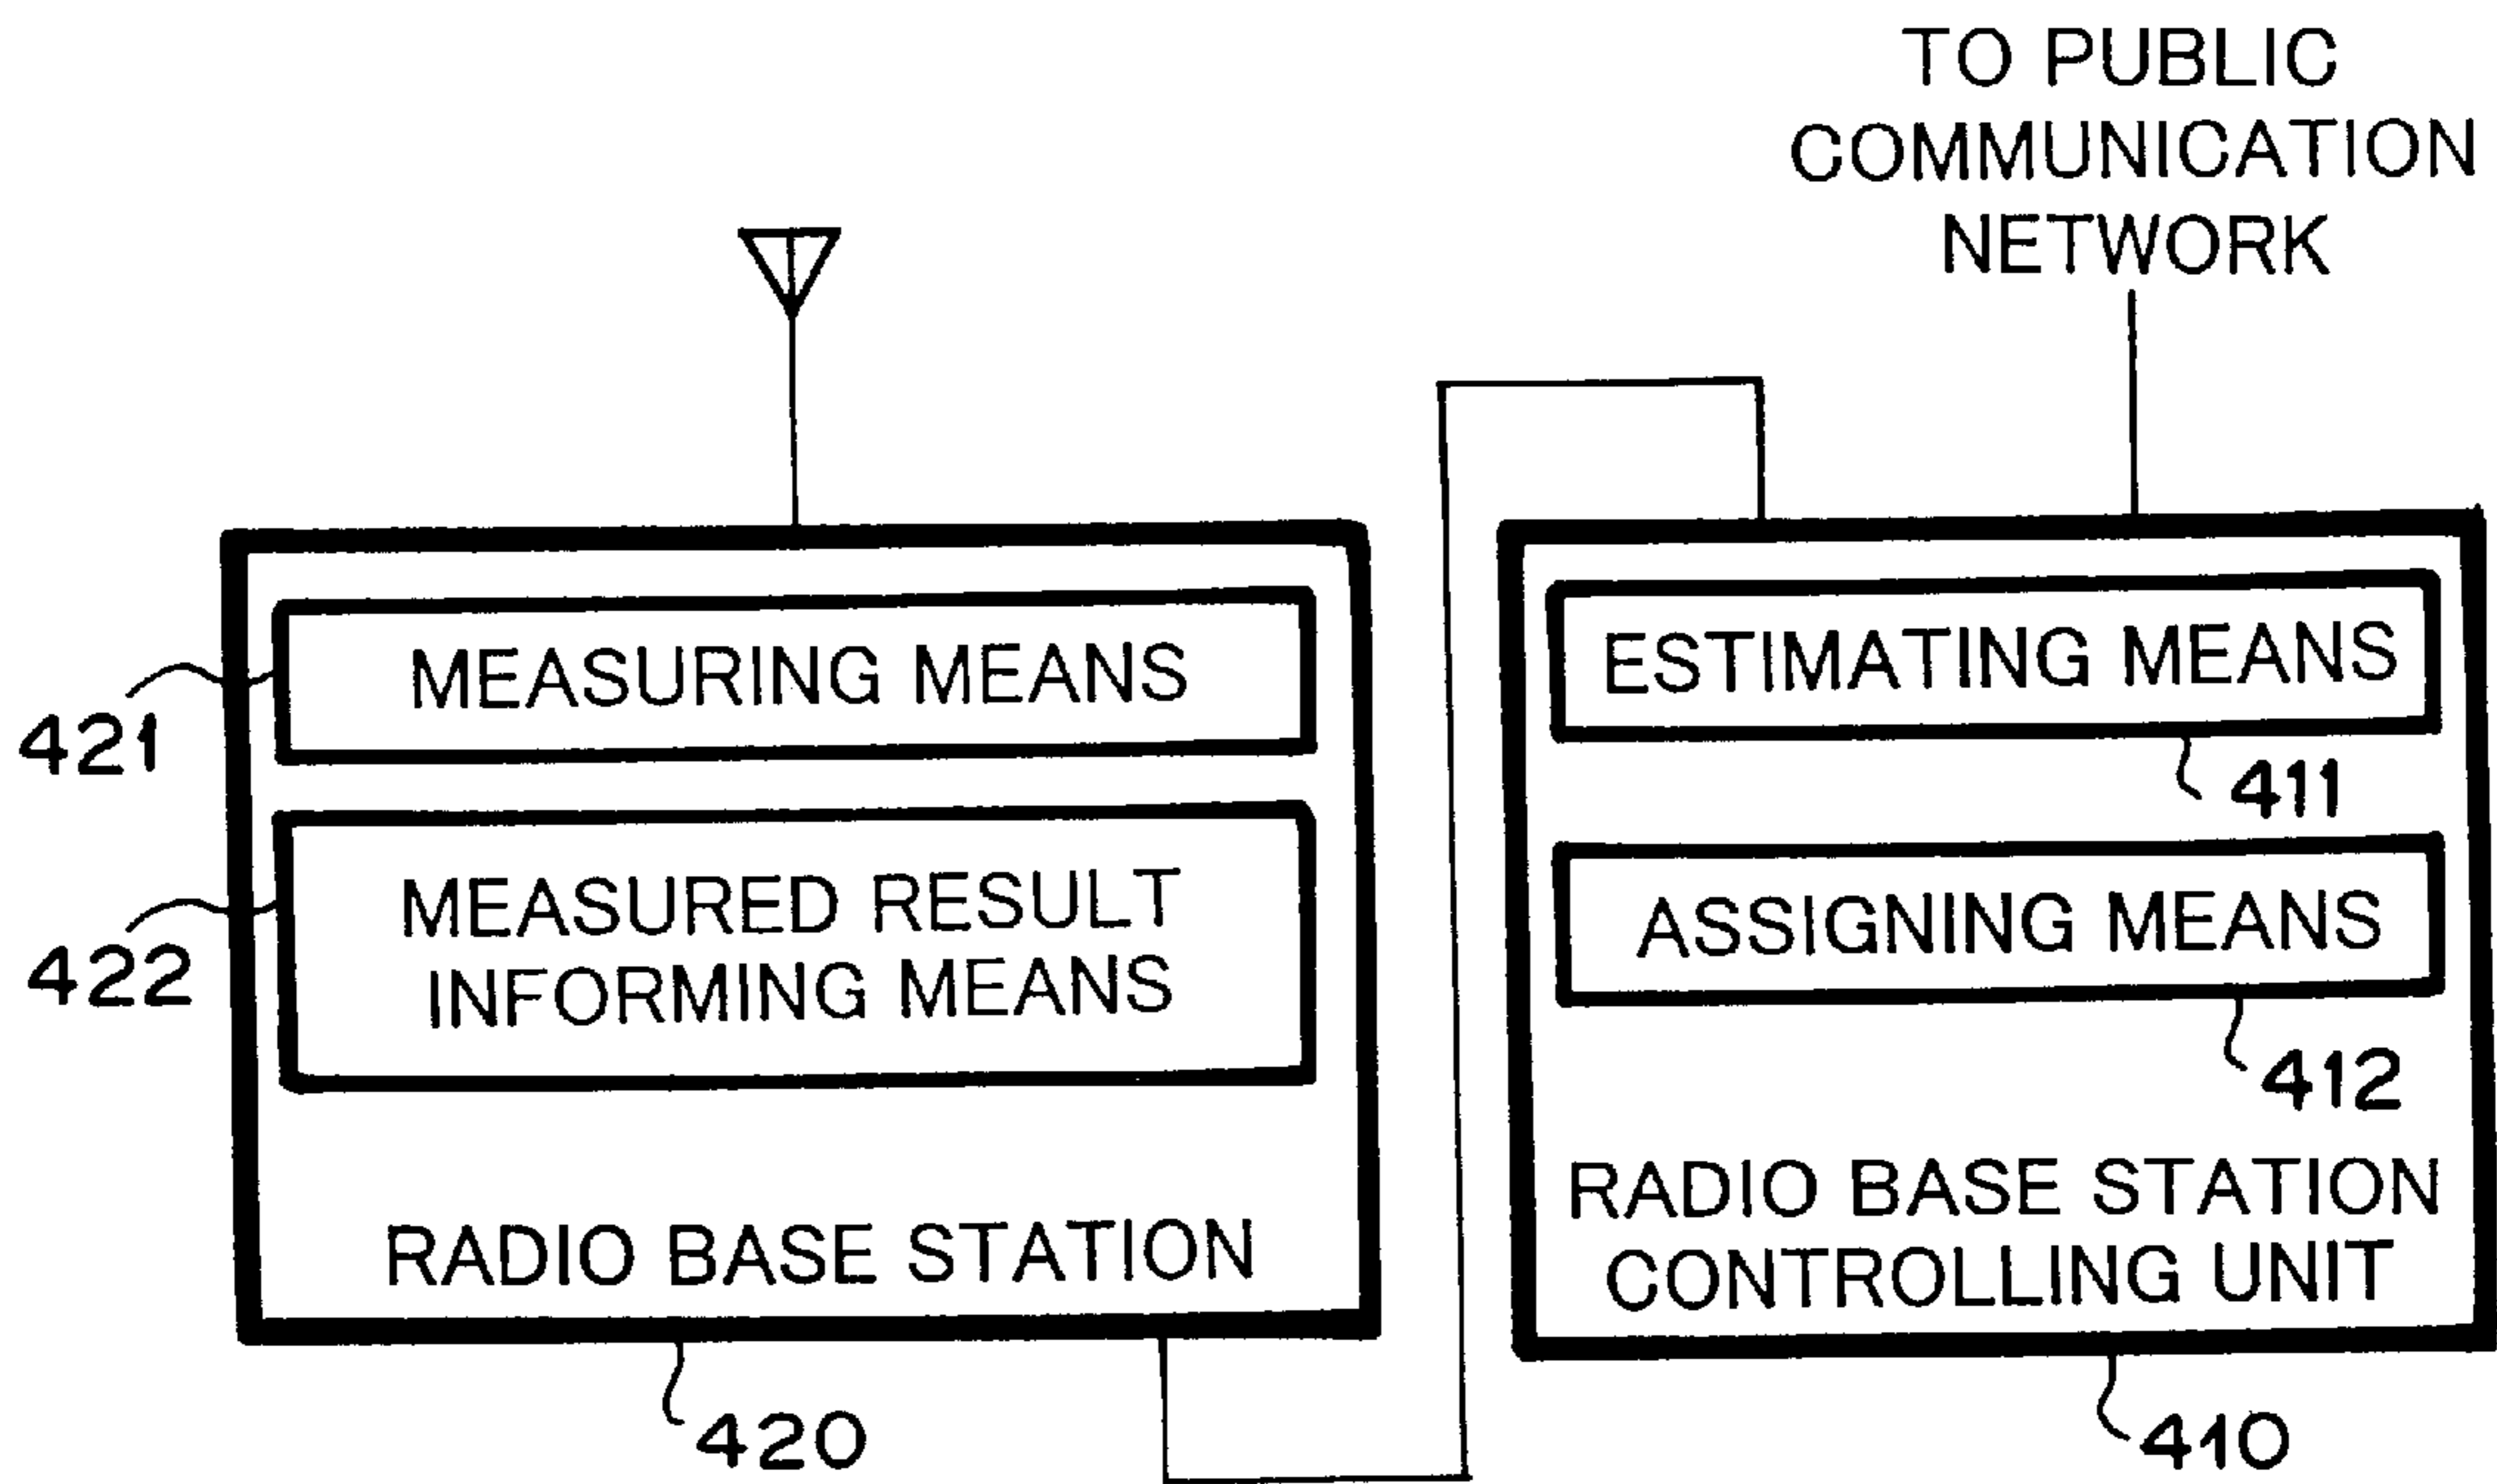 TO PUBLIC
COMMUNICATION
NETWORK
MEASURING MEANS
421
MEASURED RESULT
INFORMING MEANS
422
RADIO BASE STATION
420
ESTIMATING MEANS
411
ASSIGNING MEANS
412
RADIO BASE STATION
CONTROLLING UNIT
410